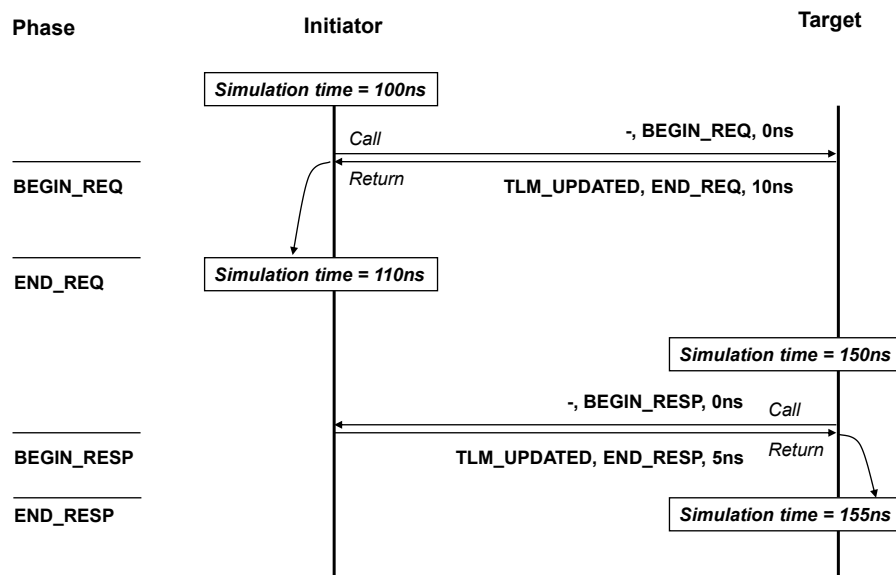 Phase Initiator Target
Simulation time = 100ns
Call -, BEGIN_REQ, 0ns
BEGIN_REQ Return TLM_UPDATED, END_REQ, 10ns
END_REQ Simulation time = 110ns
Simulation time = 150ns
-, BEGIN_RESP, 0ns Call
BEGIN_RESP TLM_UPDATED, END_RESP, 5ns Return
END_RESP Simulation time = 155ns